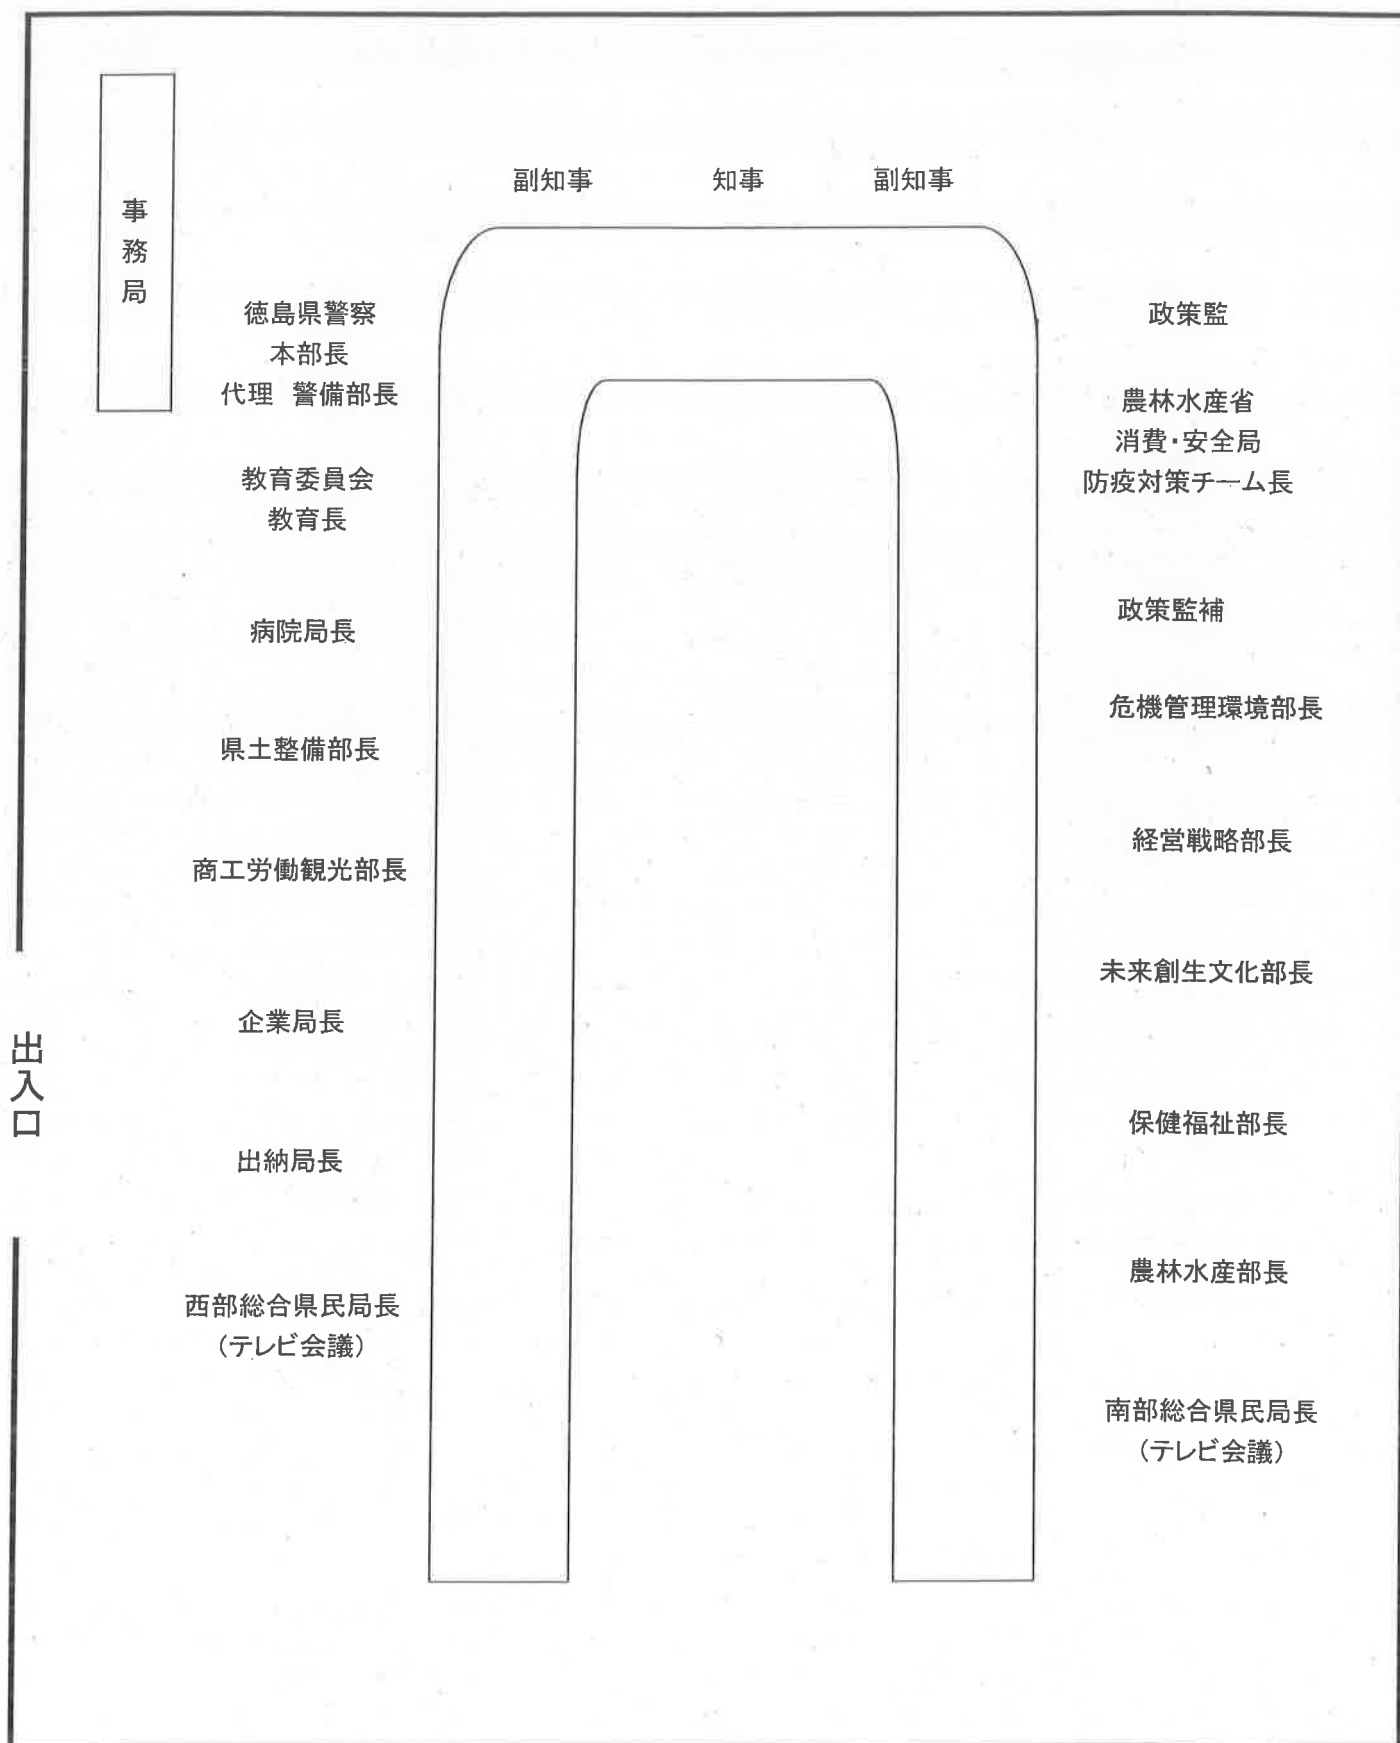 事務局
副知事 知事 副知事
徳島県警察
本部長
代理 警備部長
教育委員会
教育長
病院局長
県土整備部長
商工労働観光部長
企業局長
出納局長
西部総合県民局長
(テレビ会議)
政策監
農林水産省
消費・安全局
防疫対策チーム長
政策監補
危機管理環境部長
経営戦略部長
未来創生文化部長
保健福祉部長
農林水産部長
南部総合県民局長
(テレビ会議)
出入口